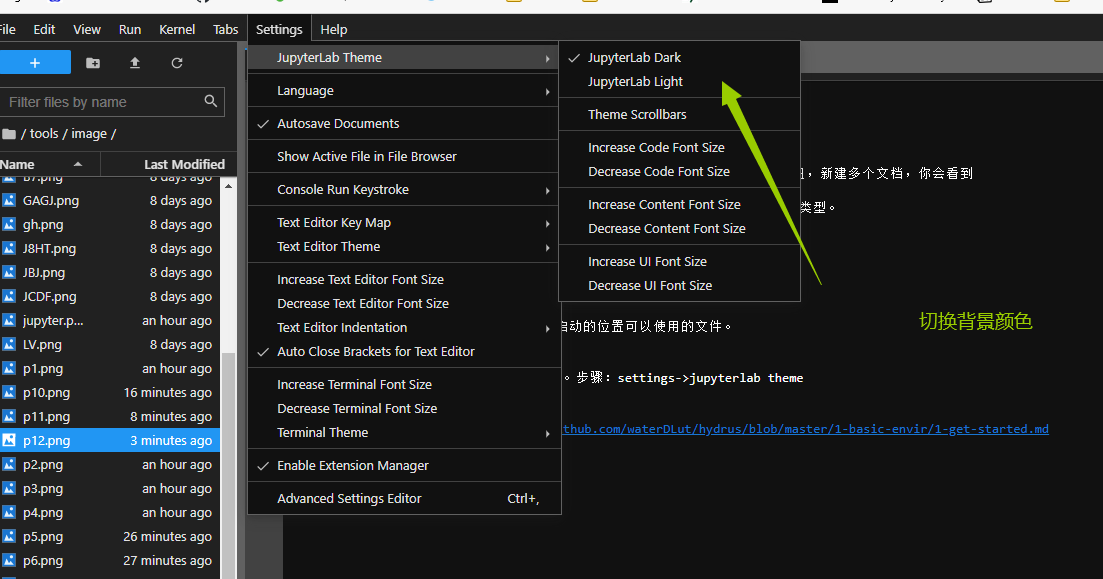 File Edit View Run Kernel Tabs Settings Help
+
Filter files by name
/ tools / image /
Name Last Modified
B7.png 8 days ago
GAGJ.png 8 days ago
gh.png 8 days ago
J8HT.png 8 days ago
JBJ.png 8 days ago
JCDF.png 8 days ago
jupyter.p... an hour ago
LV.png 8 days ago
p1.png an hour ago
p10.png 16 minutes ago
p11.png 8 minutes ago
p12.png 3 minutes ago
p2.png an hour ago
p3.png an hour ago
p4.png an hour ago
p5.png 26 minutes ago
p6.png 27 minutes ago
JupyterLab Theme
Language
Autosave Documents
Show Active File in File Browser
Console Run Keystroke
Text Editor Key Map
Text Editor Theme
Increase Text Editor Font Size
Decrease Text Editor Font Size
Text Editor Indentation
Auto Close Brackets for Text Editor
Increase Terminal Font Size
Decrease Terminal Font Size
Terminal Theme
Enable Extension Manager
Advanced Settings Editor Ctrl+,
JupyterLab Dark
JupyterLab Light
Theme Scrollbars
Increase Code Font Size
Decrease Code Font Size
Increase Content Font Size
Decrease Content Font Size
Increase UI Font Size
Decrease UI Font Size
，新建多个文档，你会看到
类型。
动的位置可以使用的文件。
切换背景颜色
。步骤：settings->jupyterlab theme
thub.com/waterDLut/hydrus/blob/master/1-basic-envir/1-get-started.md